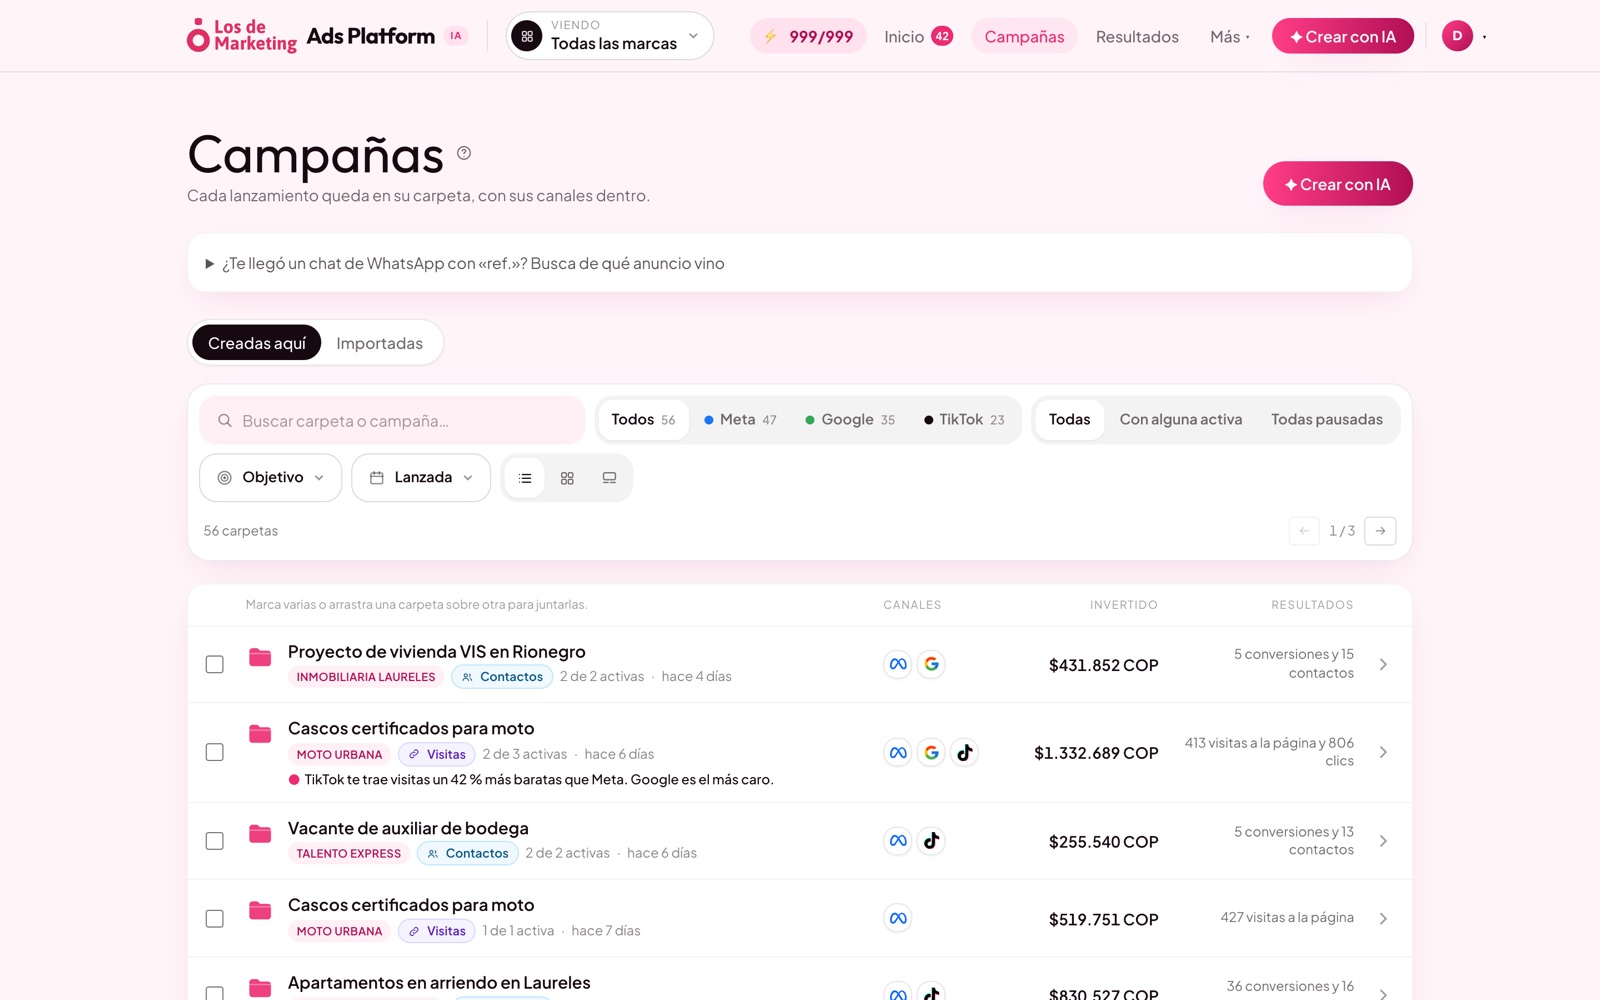 Los de Marketing Ads Platform IA
VIENDO
Todas las marcas
⚡ 999/999
Inicio 42
Campañas
Resultados
Más
Crear con IA
D
Campañas
Cada lanzamiento queda en su carpeta, con sus canales dentro.
Crear con IA
¿Te llegó un chat de WhatsApp con «ref.»? Busca de qué anuncio vino
Creadas aquí
Importadas
Buscar carpeta o campaña...
Todos 56
Meta 47
Google 35
TikTok 23
Todas
Con alguna activa
Todas pausadas
Objetivo
Lanzada
56 carpetas
1 / 3
Marca varias o arrastra una carpeta sobre otra para juntarlas.
CANALES
INVERTIDO
RESULTADOS
Proyecto de vivienda VIS en Rionegro
INMOBILIARIA LAURELES Contactos 2 de 2 activas · hace 4 días
$431.852 COP
5 conversiones y 15
contactos
Cascos certificados para moto
MOTO URBANA Visitas 2 de 3 activas · hace 6 días
TikTok te trae visitas un 42 % más baratas que Meta. Google es el más caro.
$1.332.689 COP
413 visitas a la página y 806
clics
Vacante de auxiliar de bodega
TALENTO EXPRESS Contactos 2 de 2 activas · hace 6 días
$255.540 COP
5 conversiones y 13
contactos
Cascos certificados para moto
MOTO URBANA Visitas 1 de 1 activa · hace 7 días
$519.751 COP
427 visitas a la página
Apartamentos en arriendo en Laureles
$830.527 COP
36 conversiones y 16